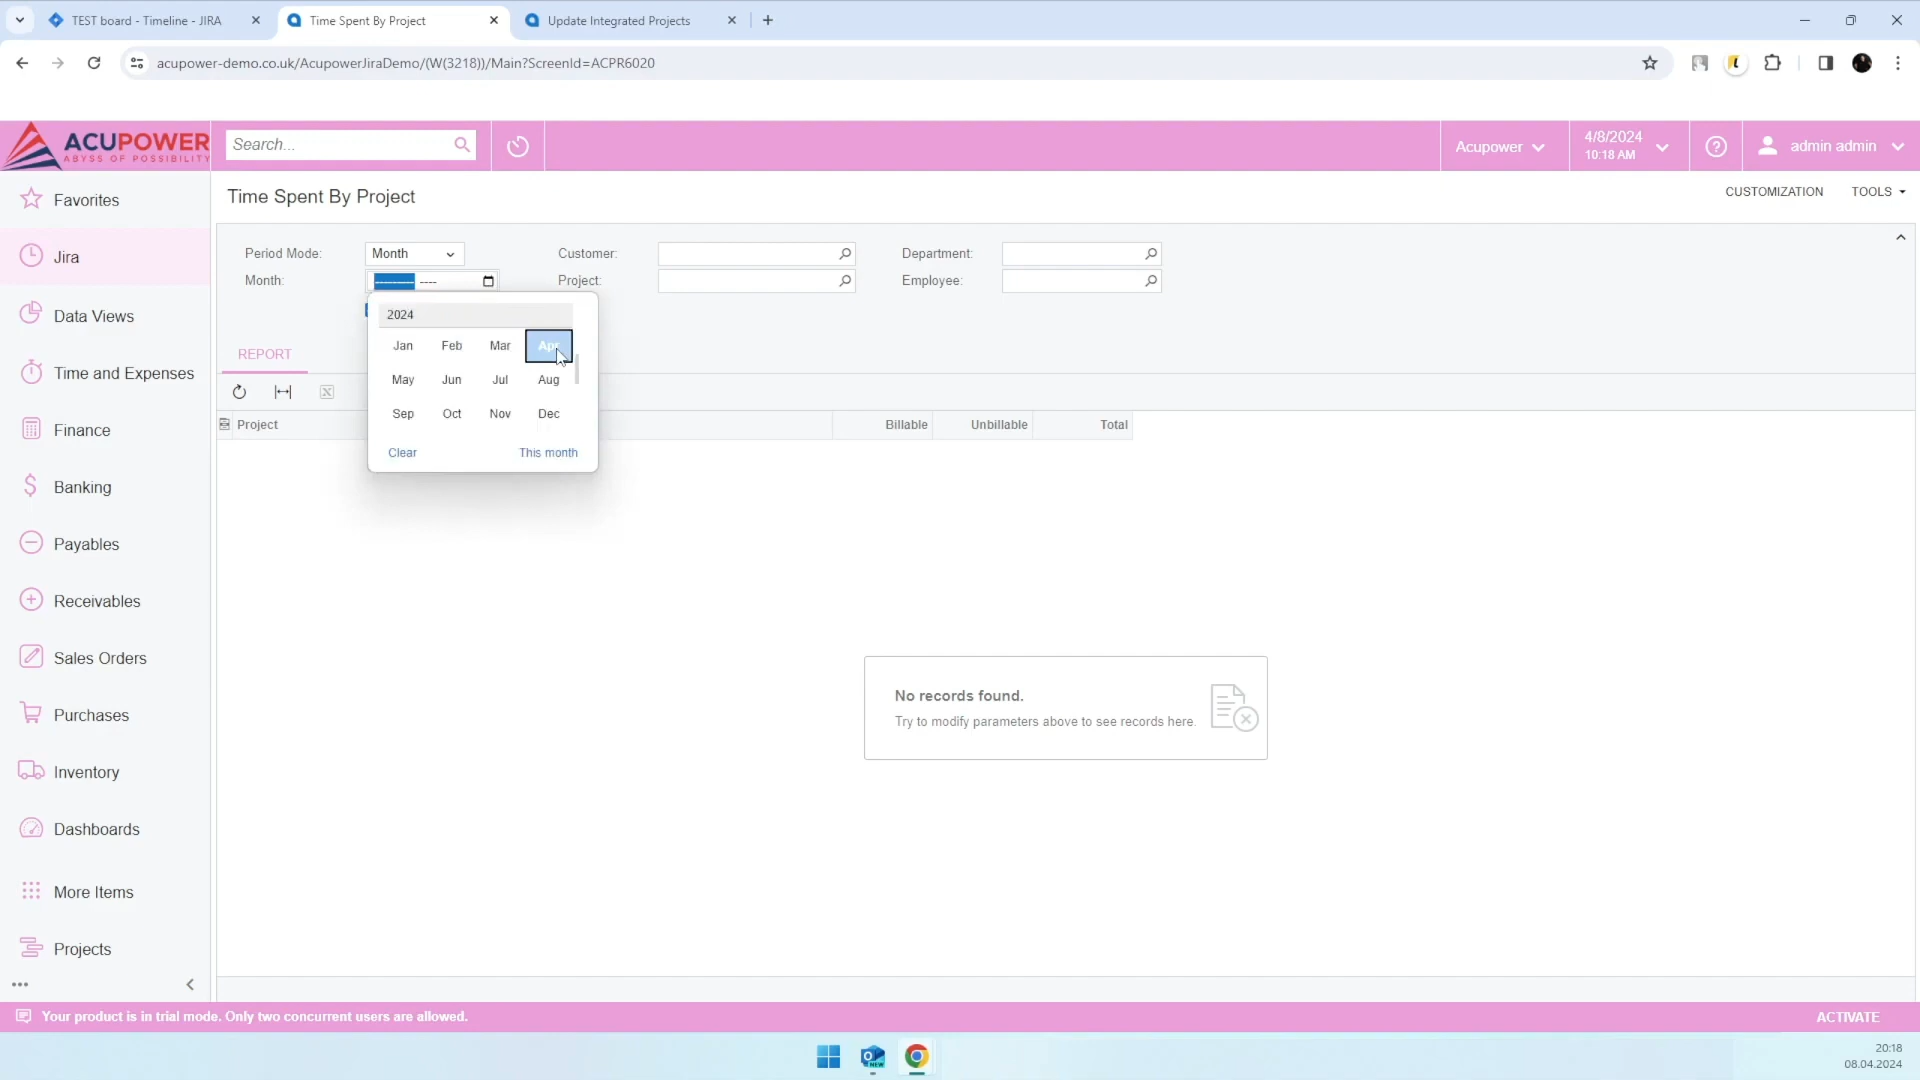 TEST board - Timeline - JIRA
Time Spent By Project
Update Integrated Projects
acupower-demo.co.uk/AcupowerJiraDemo/(W(3218))/Main?ScreenId=ACPR6020
ACUPOWER
ABYSS OF POSSIBILITY
Search...
Acupower
4/8/2024
10:18 AM
admin admin
Favorites
Jira
Data Views
Time and Expenses
Finance
Banking
Payables
Receivables
Sales Orders
Purchases
Inventory
Dashboards
More Items
Projects
Time Spent By Project
CUSTOMIZATION
TOOLS
Period Mode:
Month
Customer:
Department:
Month:
--------- ----
Project:
Employee:
2024
Jan Feb Mar Apr
May Jun Jul Aug
Sep Oct Nov Dec
Clear
This month
REPORT
Project
Billable
Unbillable
Total
No records found.
Try to modify parameters above to see records here.
Your product is in trial mode. Only two concurrent users are allowed.
ACTIVATE
NEW
20:18
08.04.2024